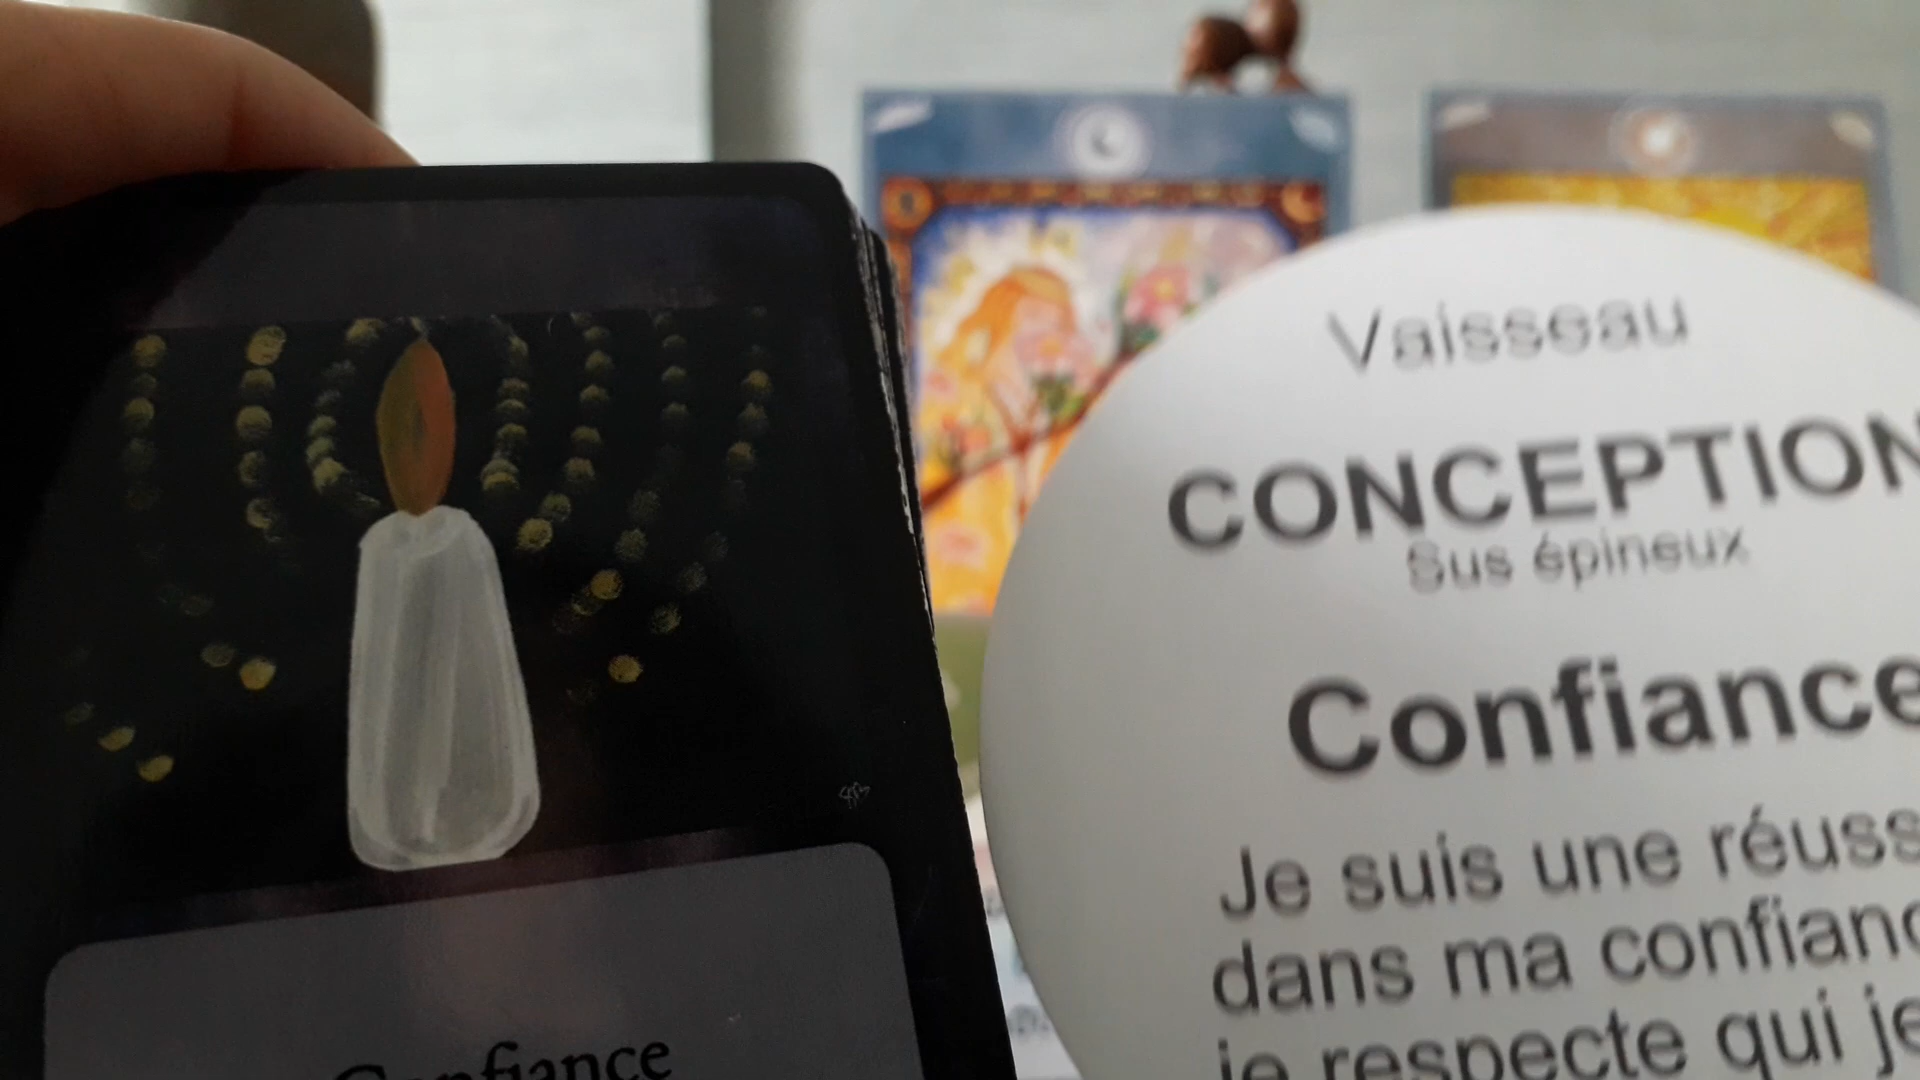 Confiance
Vaisseau
CONCEPTION
Sus épineux
Confiance
Je suis une réuss
dans ma confianc
je respecte qui je